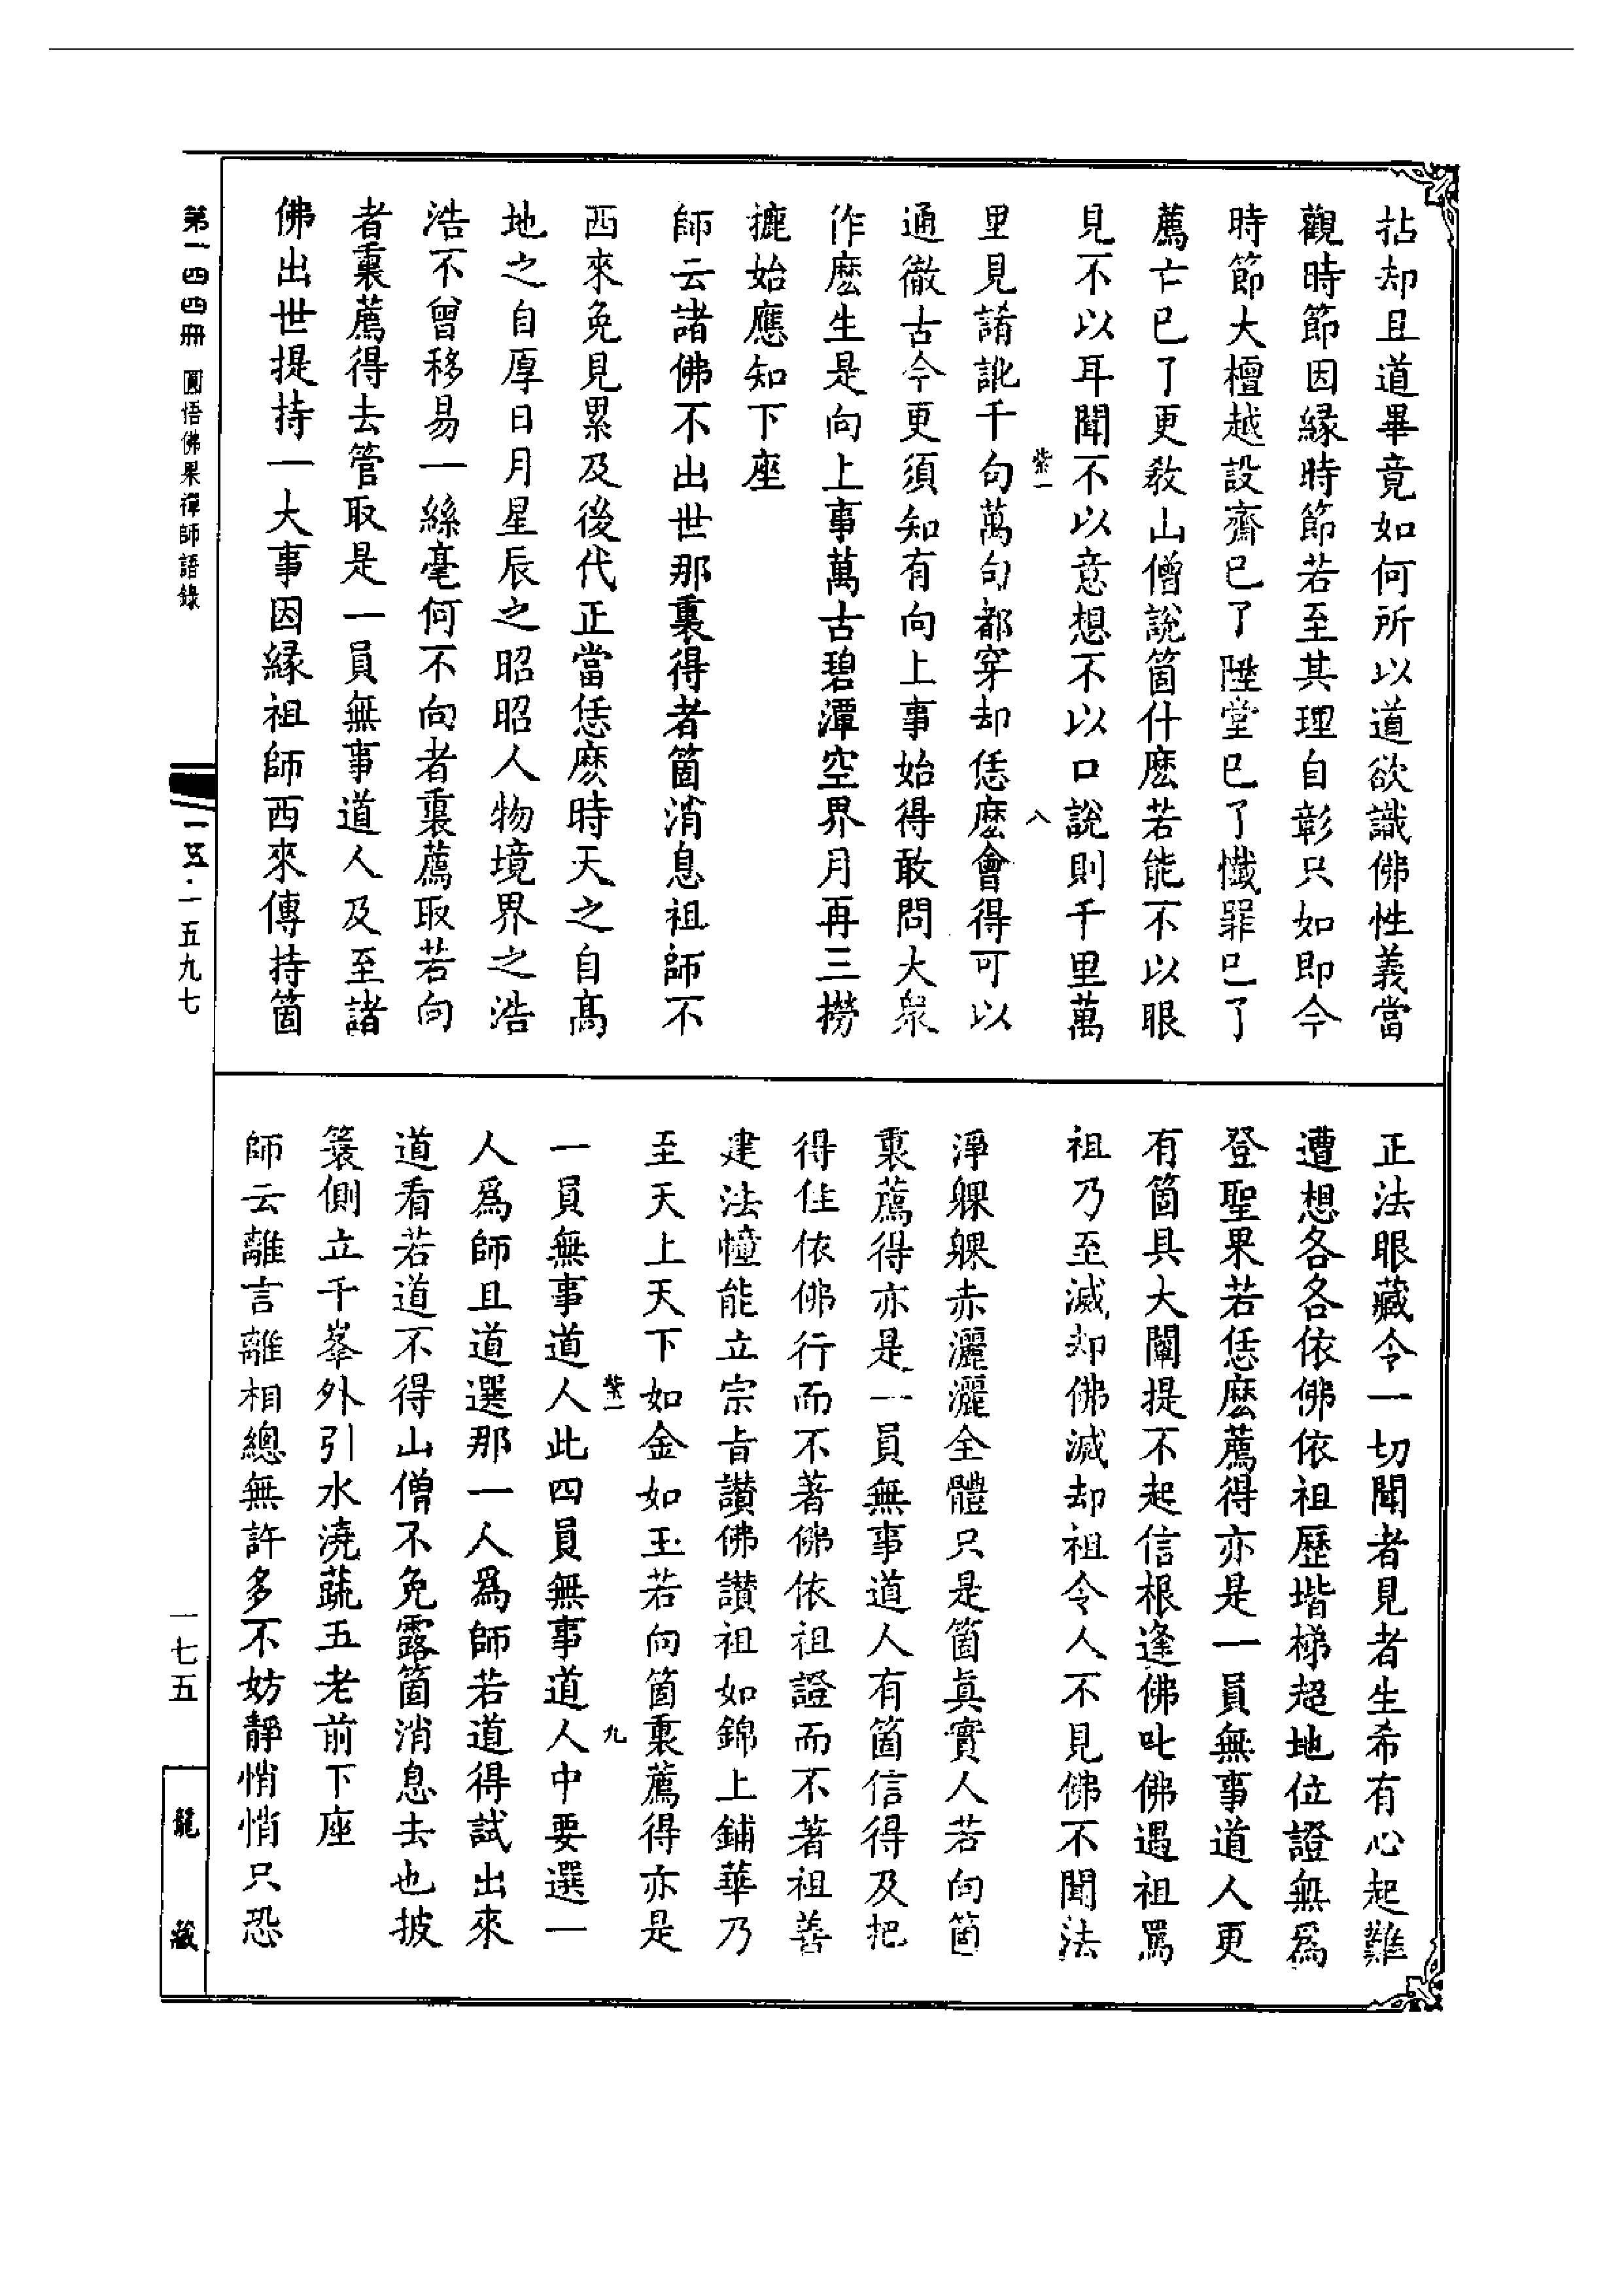 拈却且道畢竟如何所以道欲識佛性義當
觀時節因緣時節若至其理自彰只如即今
時節大檀越設齋已了陞堂已了懺罪已了
薦亡已了更教山僧說箇什麽若能不以眼
見不以耳聞不以意想不以口說則千里萬
紫一 八
里見誵訛千句萬句都穿却恁麽會得可以
通徹古今更須知有向上事始得敢問大衆
作麽生是向上事萬古碧潭空界月再三撈
摝始應知下座
師云諸佛不出世那裏得者箇消息祖師不
西來免見累及後代正當恁麽時天之自高
地之自厚日月星辰之昭昭人物境界之浩
浩不曾移易一絲毫何不向者裏薦取若向
者裏薦得去管取是一員無事道人及至諸
佛出世提持一大事因緣祖師西來傳持箇
第一四四冊 圓悟佛果禪師語錄
一五·一五九七
正法眼藏令一切聞者見者生希有心起難
遭想各各依佛依祖歷堦梯超地位證無爲
登聖果若恁麽薦得亦是一員無事道人更
有箇具大闡提不起信根逢佛叱佛遇祖罵
祖乃至滅却佛滅却祖令人不見佛不聞法
淨躶躶赤灑灑全體只是箇眞實人若向箇
裏薦得亦是一員無事道人有箇信得及把
得住依佛行而不著佛依祖證而不著祖善
建法幢能立宗旨讃佛讃祖如錦上鋪華乃
至天上天下如金如玉若向箇裏薦得亦是
紫一 九
一員無事道人此四員無事道人中要選一
人爲師且道選那一人爲師若道得試出來
道看若道不得山僧不免露箇消息去也披
簑側立千峯外引水澆蔬五老前下座
師云離言離相總無許多不妨靜悄悄只恐
一七五
龍藏